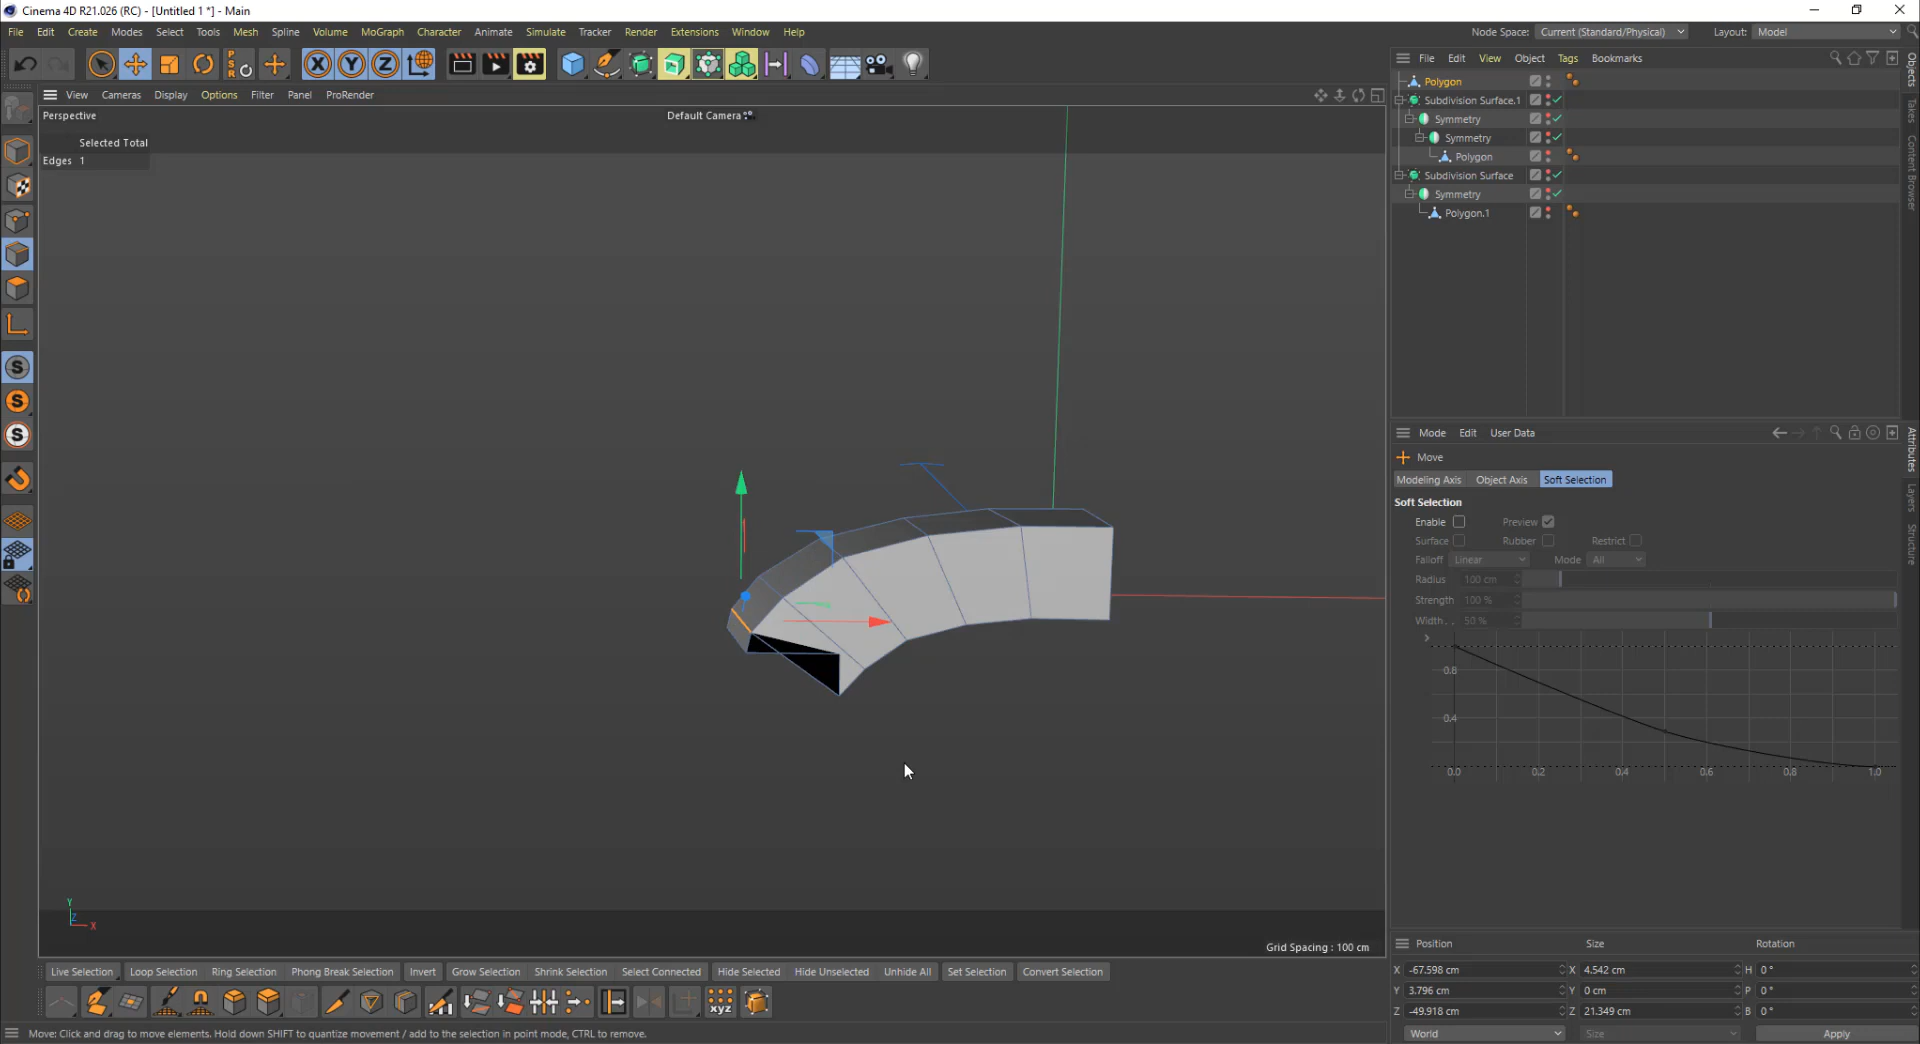 Cinema 4D R21.026 (RC) - [Untitled 1 *] - Main
File Edit Create Modes Select Tools Mesh Spline Volume MoGraph Character Animate Simulate Tracker Render Extensions Window Help
Node Space: Current (Standard/Physical) Layout: Model
PSR X Y Z
File Edit View Object Tags Bookmarks
View Cameras Display Options Filter Panel ProRender
Perspective Default Camera
Selected Total
Edges 1
Polygon
Subdivision Surface.1
Symmetry
Symmetry
Polygon
Subdivision Surface
Symmetry
Polygon.1
Objects
Takes
Content Browser
S
S
S
Mode Edit User Data
Move
Modeling Axis Object Axis Soft Selection
Soft Selection
Enable Preview
Surface Rubber Restrict
Falloff Linear Mode All
Radius 100 cm
Strength 100 %
Width . . 50 %
0.8
0.4
0.0 0.2 0.4 0.6 0.8 1.0
Attributes
Layers
Structure
Y
Z
X
Grid Spacing : 100 cm
Position Size Rotation
X -67.598 cm X 4.542 cm H 0 °
Y 3.796 cm Y 0 cm P 0 °
Z -49.918 cm Z 21.349 cm B 0 °
World Size Apply
Live Selection Loop Selection Ring Selection Phong Break Selection Invert Grow Selection Shrink Selection Select Connected Hide Selected Hide Unselected Unhide All Set Selection Convert Selection
xyz
Move: Click and drag to move elements. Hold down SHIFT to quantize movement / add to the selection in point mode, CTRL to remove.